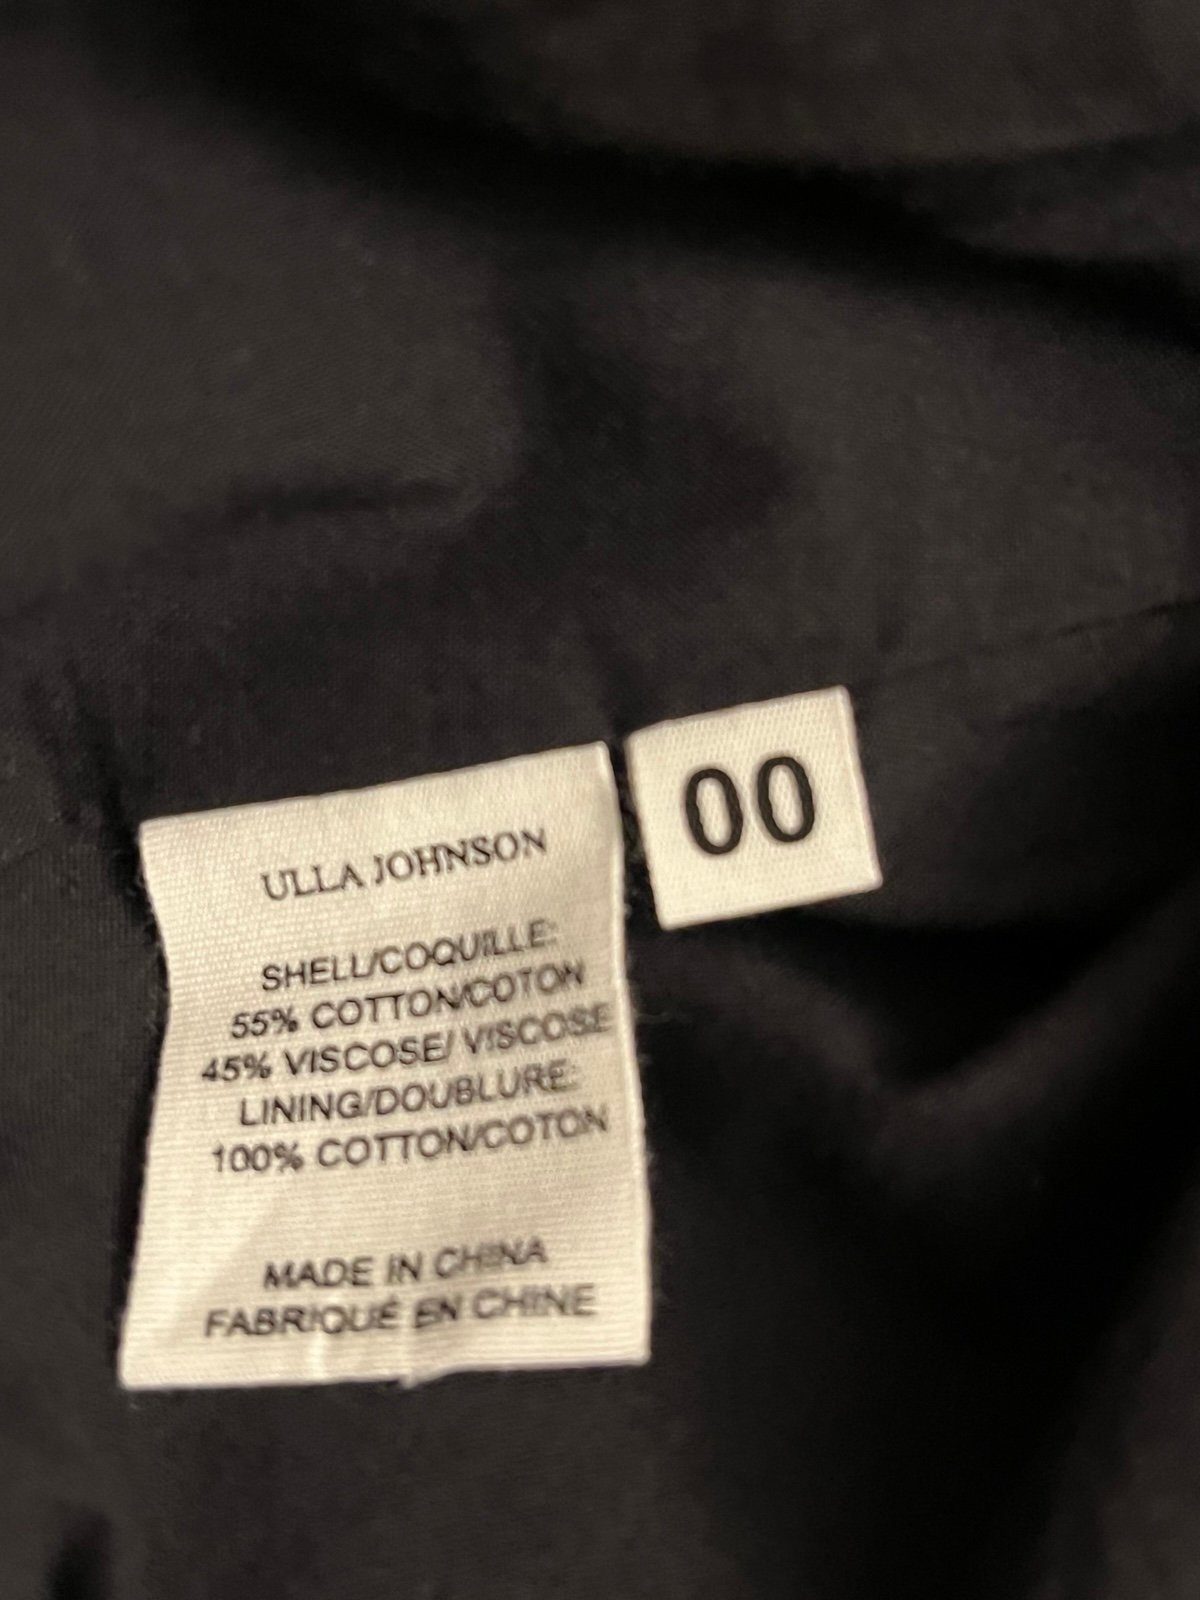 ULLA JOHNSON
SHELL/COQUILLE:
55% COTTON/COTON
45% VISCOSE/ VISCOSE
LINING/DOUBLURE:
100% COTTON/COTON
MADE IN CHINA
FABRIQUÉ EN CHINE
00